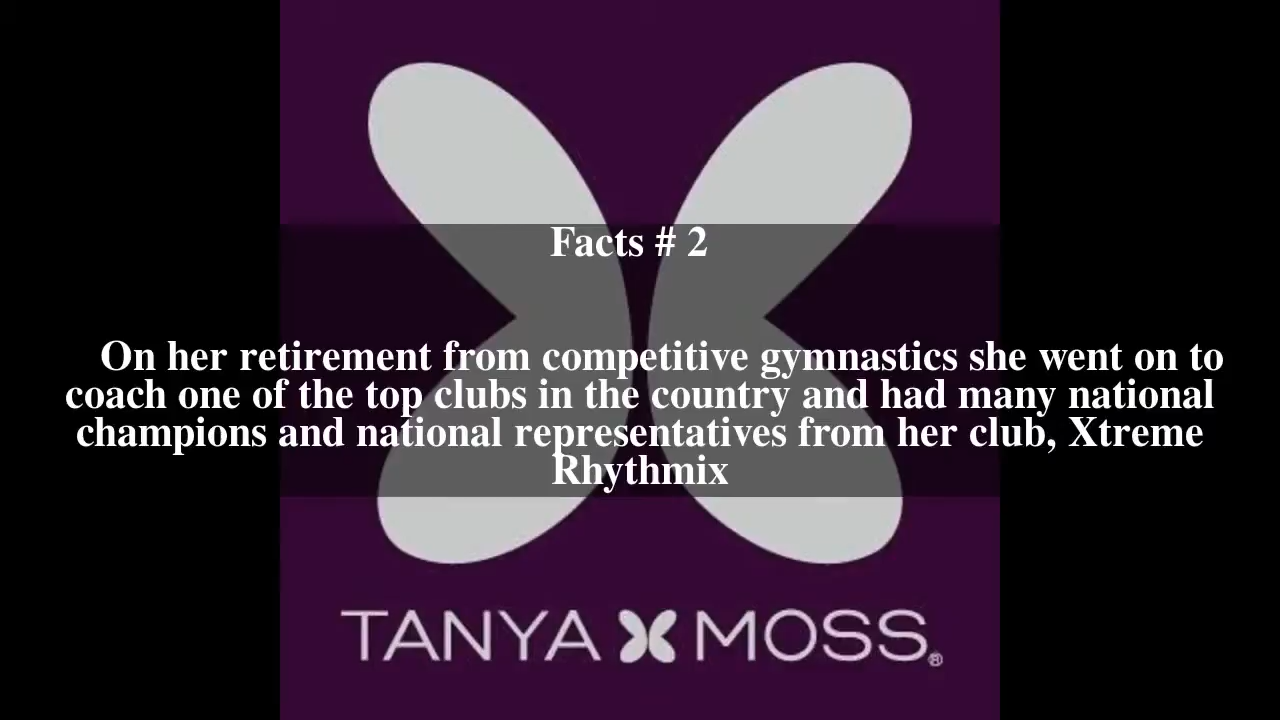 Facts # 2
On her retirement from competitive gymnastics she went on to
coach one of the top clubs in the country and had many national
champions and national representatives from her club, Xtreme
Rhythmix
TANYA MOSS®